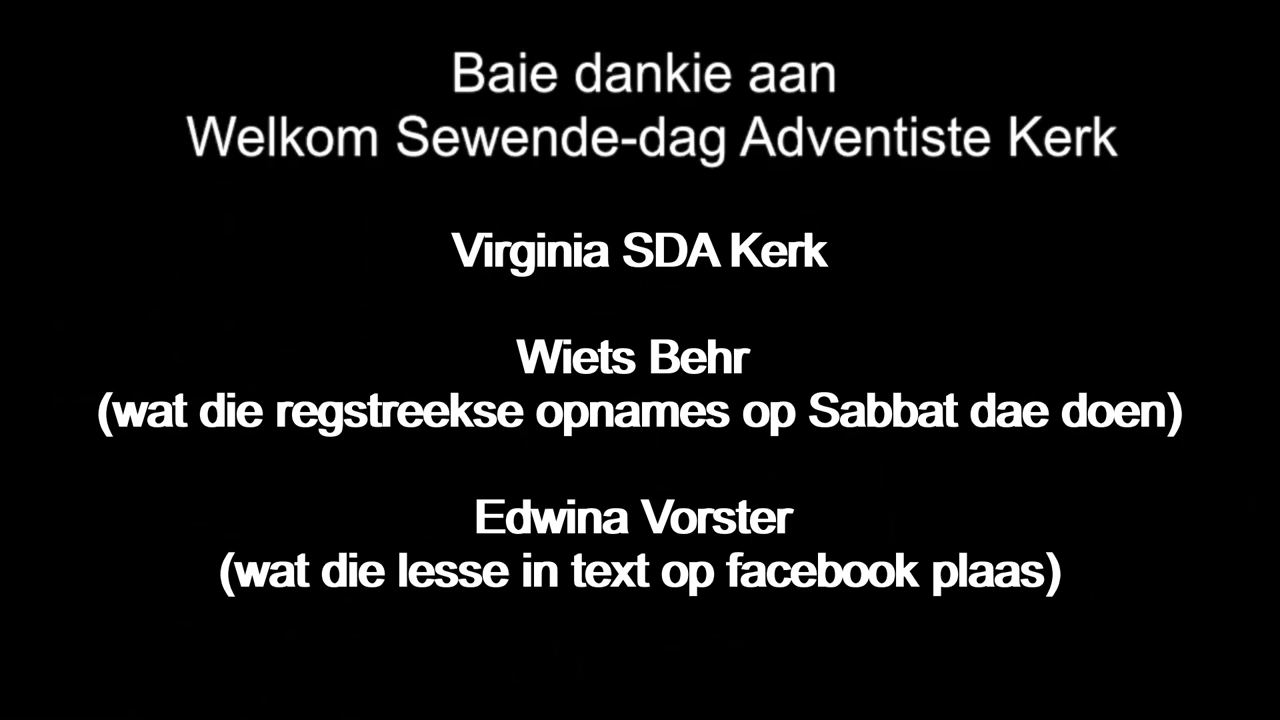 Baie dankie aan
Welkom Sewende-dag Adventiste Kerk
Virginia SDA Kerk
Wiets Behr
(wat die regstreekse opnames op Sabbat dae doen)
Edwina Vorster
(wat die lesse in text op facebook plaas)